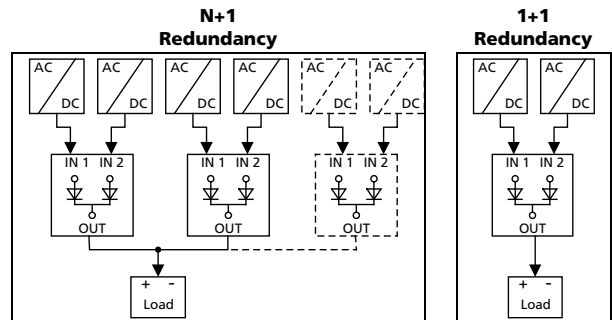 N+1
Redundancy
AC DC AC DC AC DC AC DC AC DC AC DC
IN 1 IN 2 IN 1 IN 2 IN 1 IN 2
OUT OUT OUT
+ -
Load
1+1
Redundancy
AC DC AC DC
IN 1 IN 2
OUT
+ -
Load